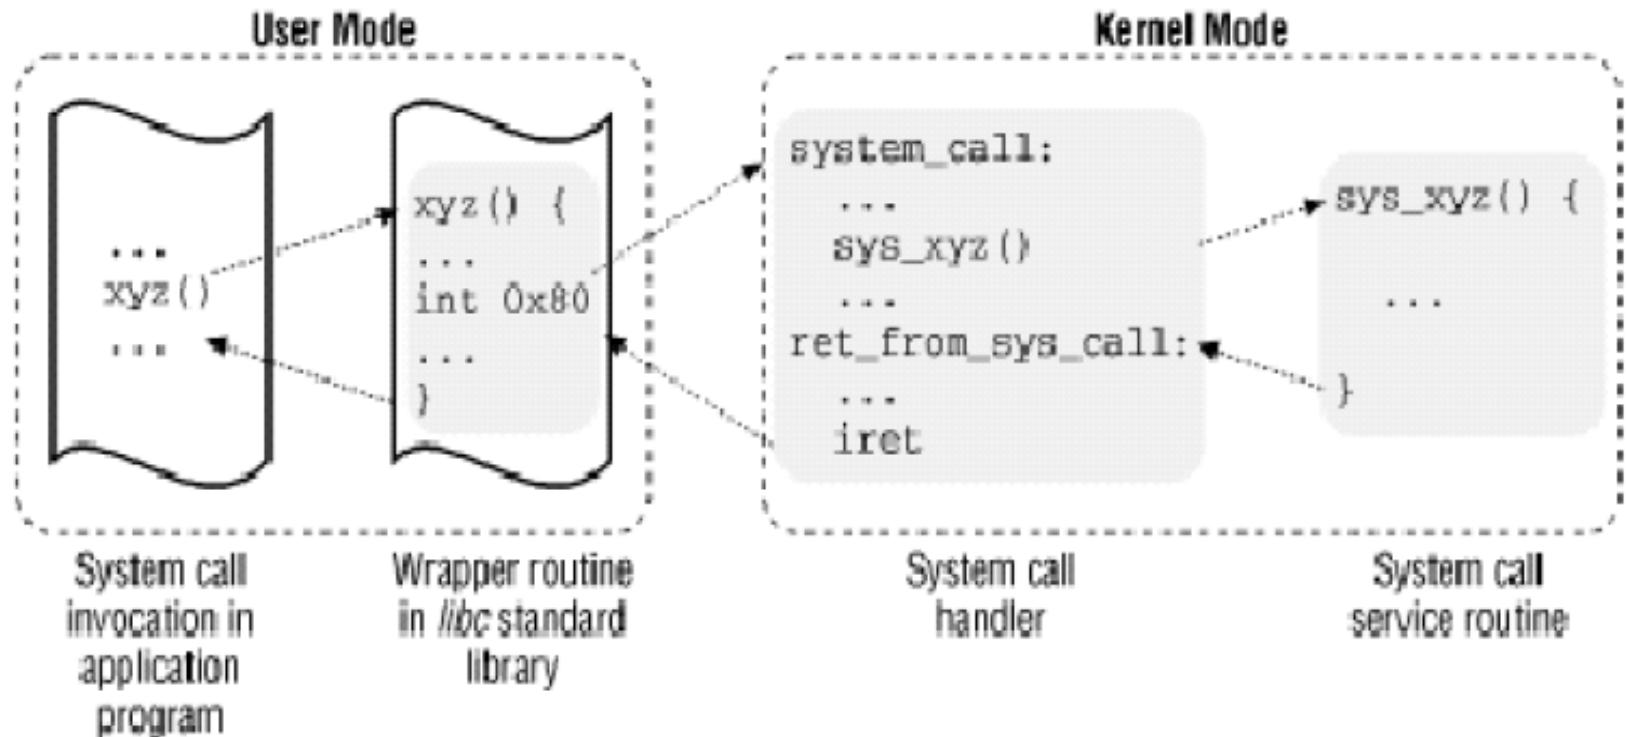 User Mode
Kernel Mode
...
xyz()
...
xyz() {
...
int 0x80
...
}
system_call:
...
sys_xyz()
...
ret_from_sys_call:
...
iret
sys_xyz() {
...
}
System call
invocation in
application
program
Wrapper routine
in libc standard
library
System call
handler
System call
service routine